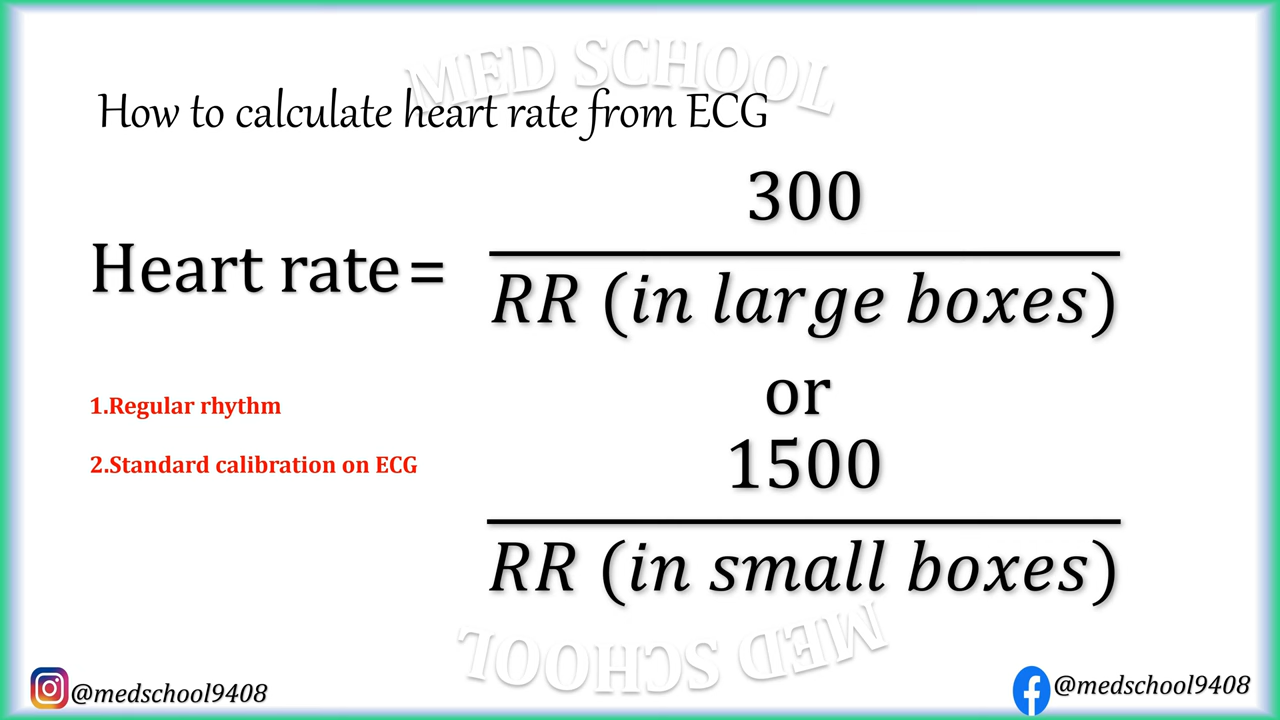 MED SCHOOL
How to calculate heart rate from ECG
300
Heart rate =
RR (in large boxes)
or
1.Regular rhythm
1500
2.Standard calibration on ECG
RR (in small boxes)
MED SCHOOL
@medschool9408
@medschool9408